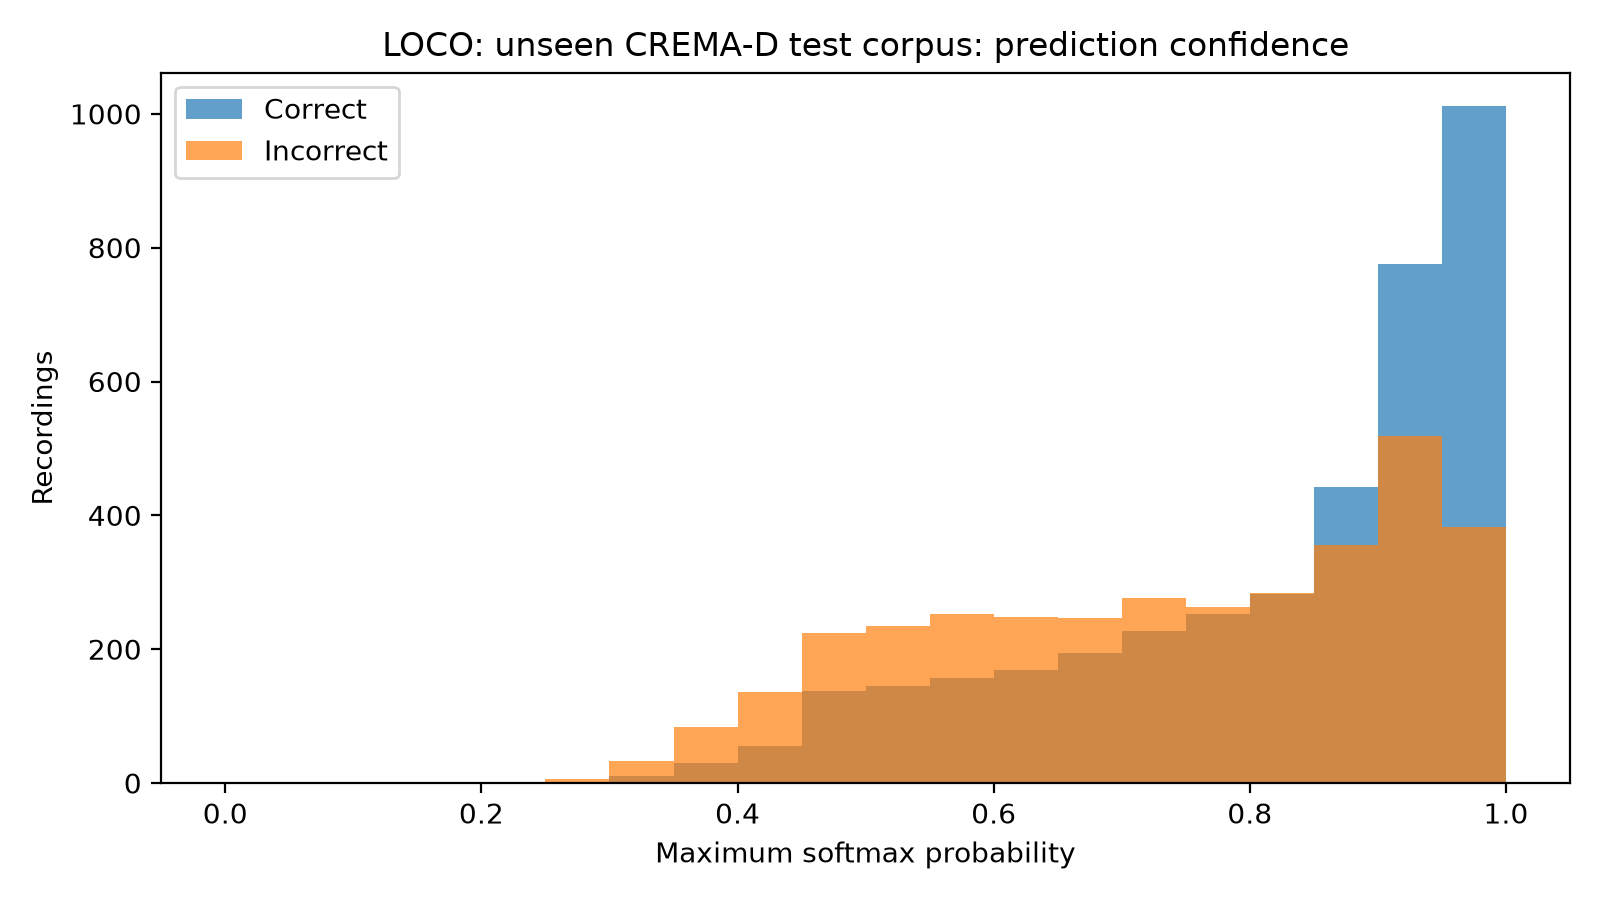 LOCO: unseen CREMA-D test corpus: prediction confidence
Correct
Incorrect
1000
800
600
400
200
0
Recordings
0.0 0.2 0.4 0.6 0.8 1.0
Maximum softmax probability